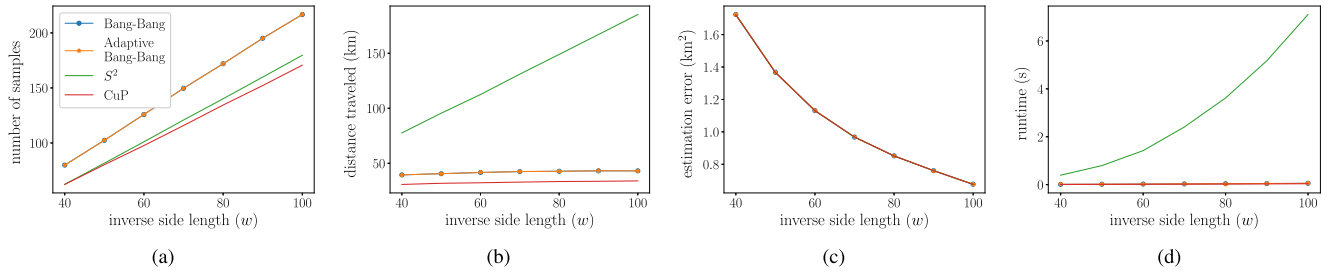 number of samples
200
150
100
Bang-Bang
Adaptive
Bang-Bang
S²
CuP
40
60
80
100
inverse side length (w)
(a)
distance traveled (km)
150
100
50
40
60
80
100
inverse side length (w)
(b)
estimation error (km²)
1.6
1.4
1.2
1.0
0.8
40
60
80
100
inverse side length (w)
(c)
runtime (s)
6
4
2
0
40
60
80
100
inverse side length (w)
(d)